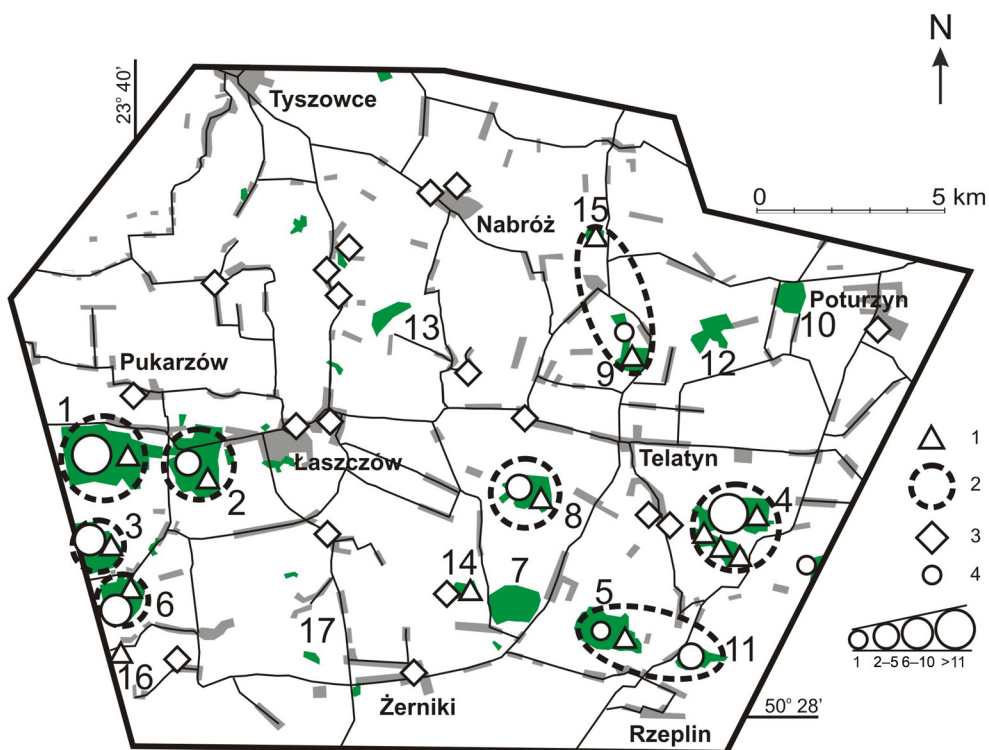 N
23° 40'
Tyszowce
0 5 km
15
Nabróż
Poturzyn
10
13
12
Pukarzów
9
1
1
Łaszczów
Telatyn
2
2
8
4
3
3
14
7
5
4
6
17
11
16
1 2–5 6–10 >11
Żerniki
50° 28'
Rzeplin